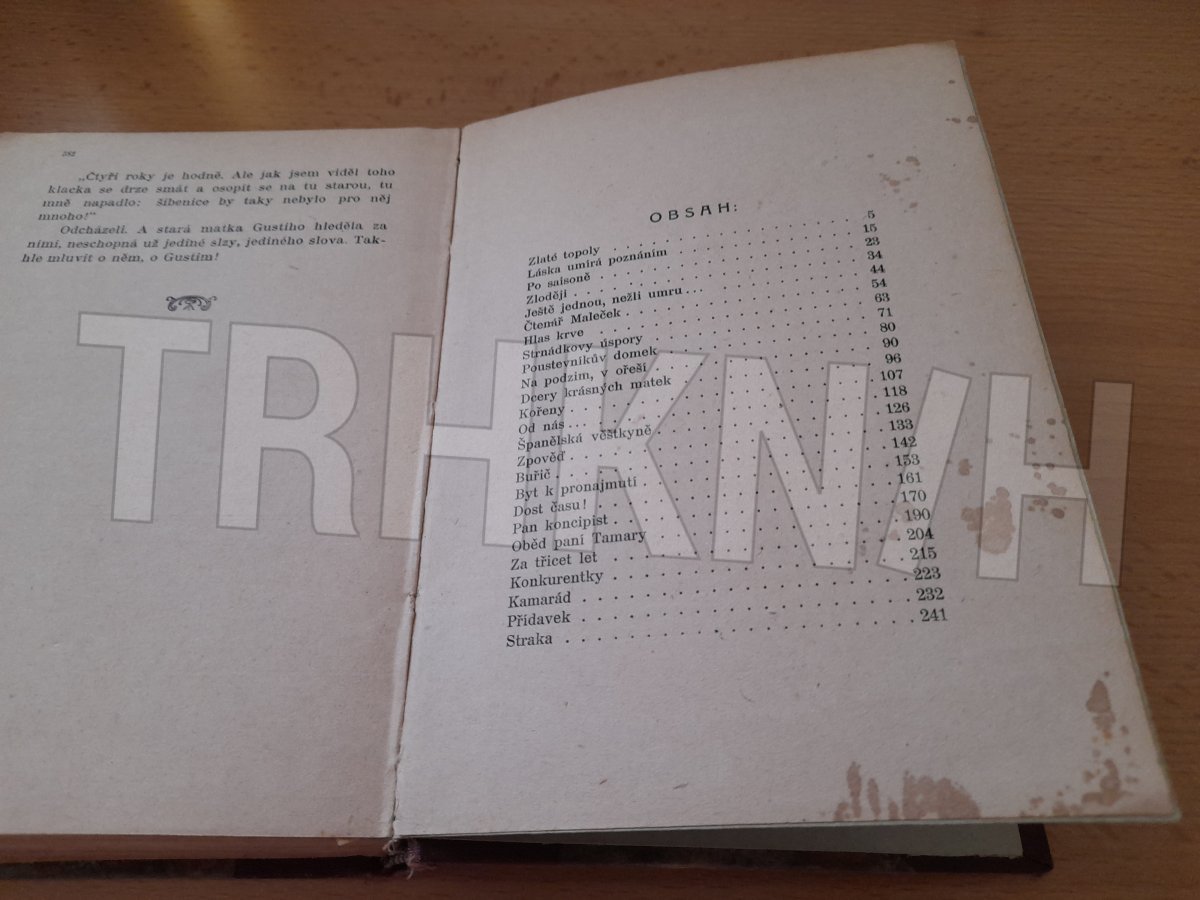 382
„Čtyři roky je hodně. Ale jak jsem viděl toho
klacka se drze smát a osopit se na tu starou, tu
mně napadlo: šibenice by taky nebylo pro něj
mnoho!“
Odcházeli. A stará matka Gustiho hleděla za
nimi, neschopná už jediné slzy, jediného slova. Tak-
hle mluvit o něm, o Gustim!
OBSAH:
Zlaté topoly . . . . . . . . . . 5
Láska umírá poznáním . . . . . . . . . . 15
Po saisoně . . . . . . . . . . 23
Zloději . . . . . . . . . . 34
Ještě jednou, nežli umru... . . . . . . . . . . 44
Čtenář Maleček . . . . . . . . . . 54
Hlas krve . . . . . . . . . . 63
Strnádkovy úspory . . . . . . . . . . 71
Poustevníkův domek . . . . . . . . . . 80
Na podzim, v ořeší . . . . . . . . . . 90
Dcery krásných matek . . . . . . . . . . 96
Kořeny . . . . . . . . . . 107
Od nás... . . . . . . . . . . 118
Španělská věštkyně . . . . . . . . . . 126
Zpověď . . . . . . . . . . 133
Buřič . . . . . . . . . . 142
Byt k pronajmutí . . . . . . . . . . 153
Dost času! . . . . . . . . . . 161
Pan koncipist . . . . . . . . . . 170
Oběd paní Tamary . . . . . . . . . . 190
Za třicet let . . . . . . . . . . 204
Konkurentky . . . . . . . . . . 215
Kamarád . . . . . . . . . . 223
Přídavek . . . . . . . . . . 232
Straka . . . . . . . . . . 241
TRHKNIH